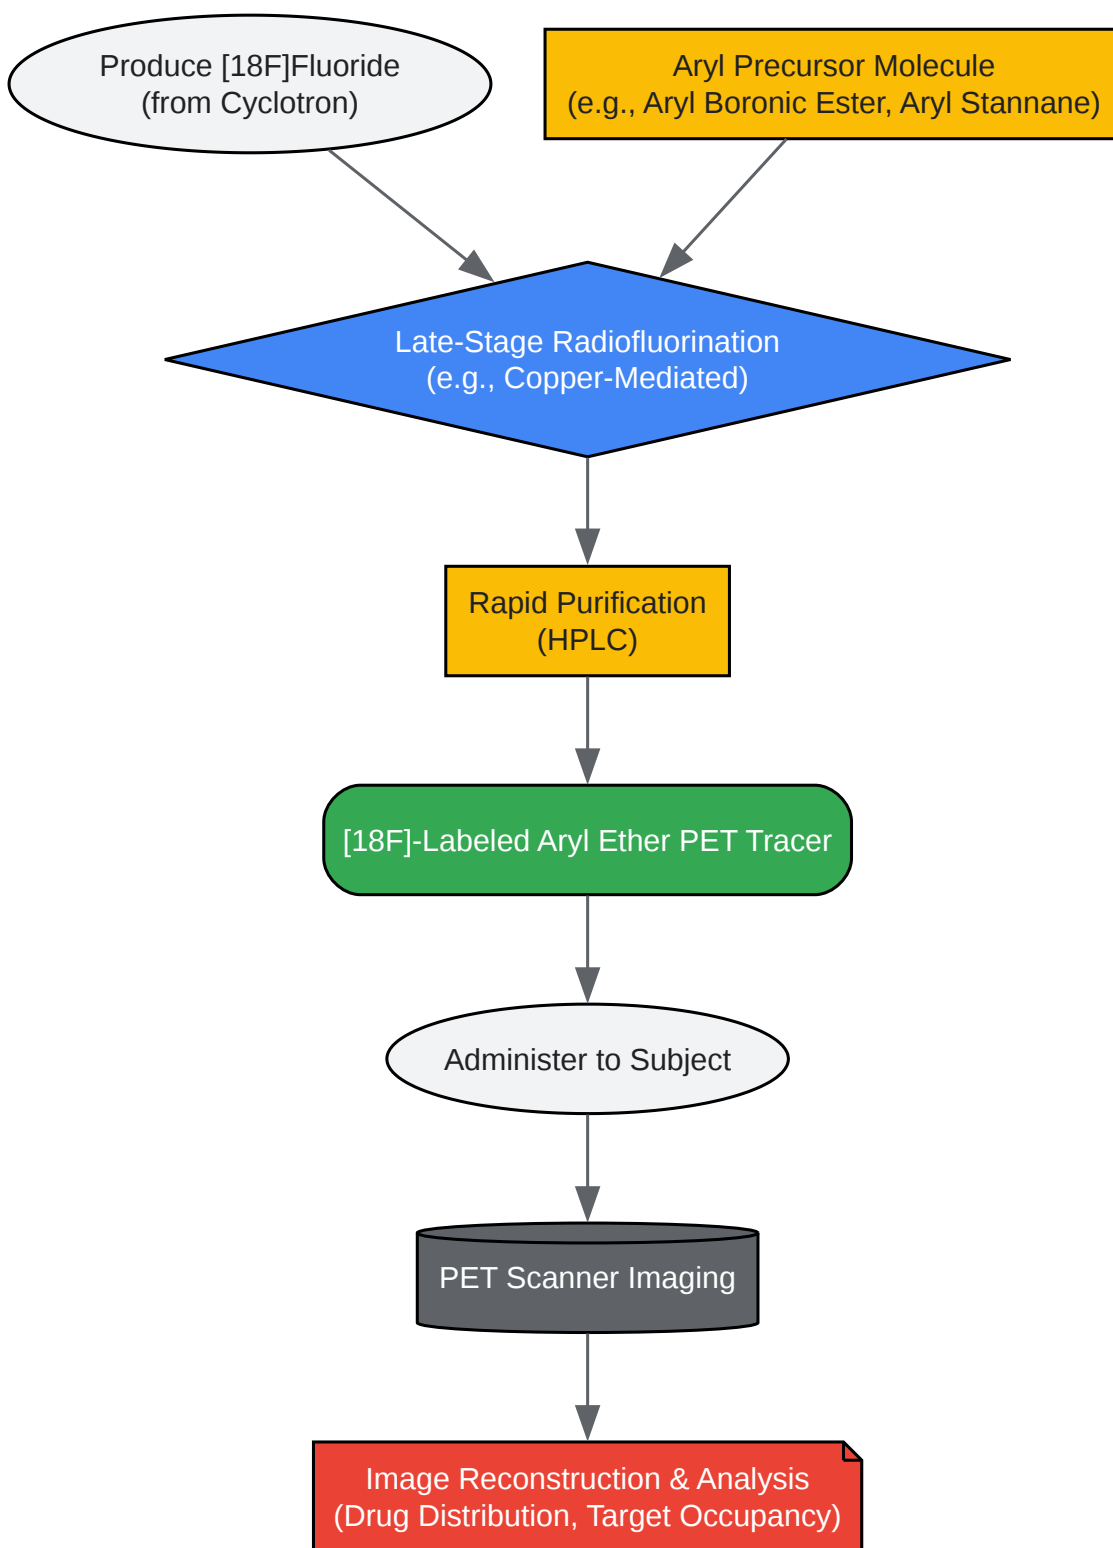 Produce [18F]Fluoride
(from Cyclotron)
Aryl Precursor Molecule
(e.g., Aryl Boronic Ester, Aryl Stannane)
Late-Stage Radiofluorination
(e.g., Copper-Mediated)
Rapid Purification
(HPLC)
[18F]-Labeled Aryl Ether PET Tracer
Administer to Subject
PET Scanner Imaging
Image Reconstruction & Analysis
(Drug Distribution, Target Occupancy)